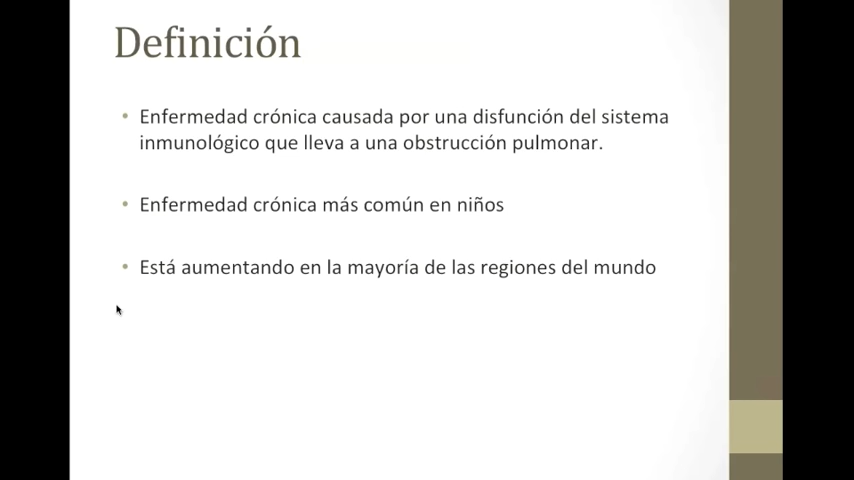 Definición
• Enfermedad crónica causada por una disfunción del sistema
inmunológico que lleva a una obstrucción pulmonar.
• Enfermedad crónica más común en niños
• Está aumentando en la mayoría de las regiones del mundo